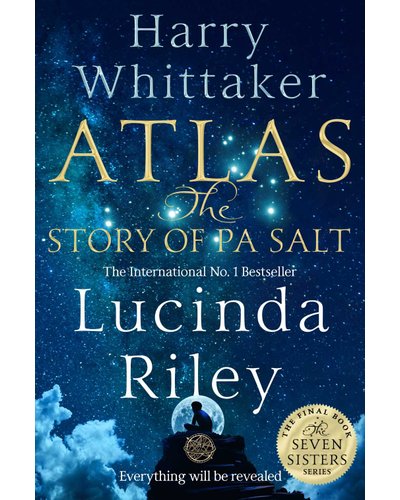 Harry
Whittaker
ATLAS
The
STORY OF PA SALT
The International No. 1 Bestseller
Lucinda
Riley
THE FINAL BOOK
The
SEVEN
SISTERS
SERIES
Everything will be revealed